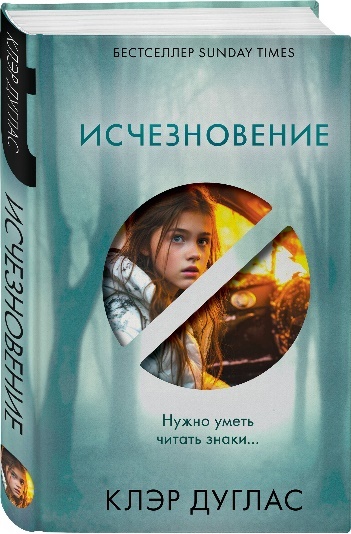 БЕСТСЕЛЛЕР SUNDAY TIMES
ИСЧЕЗНОВЕНИЕ
Нужно уметь
читать знаки...
КЛЭР ДУГЛАС
КЛЭР ДУГЛАС
ИСЧЕЗНОВЕНИЕ